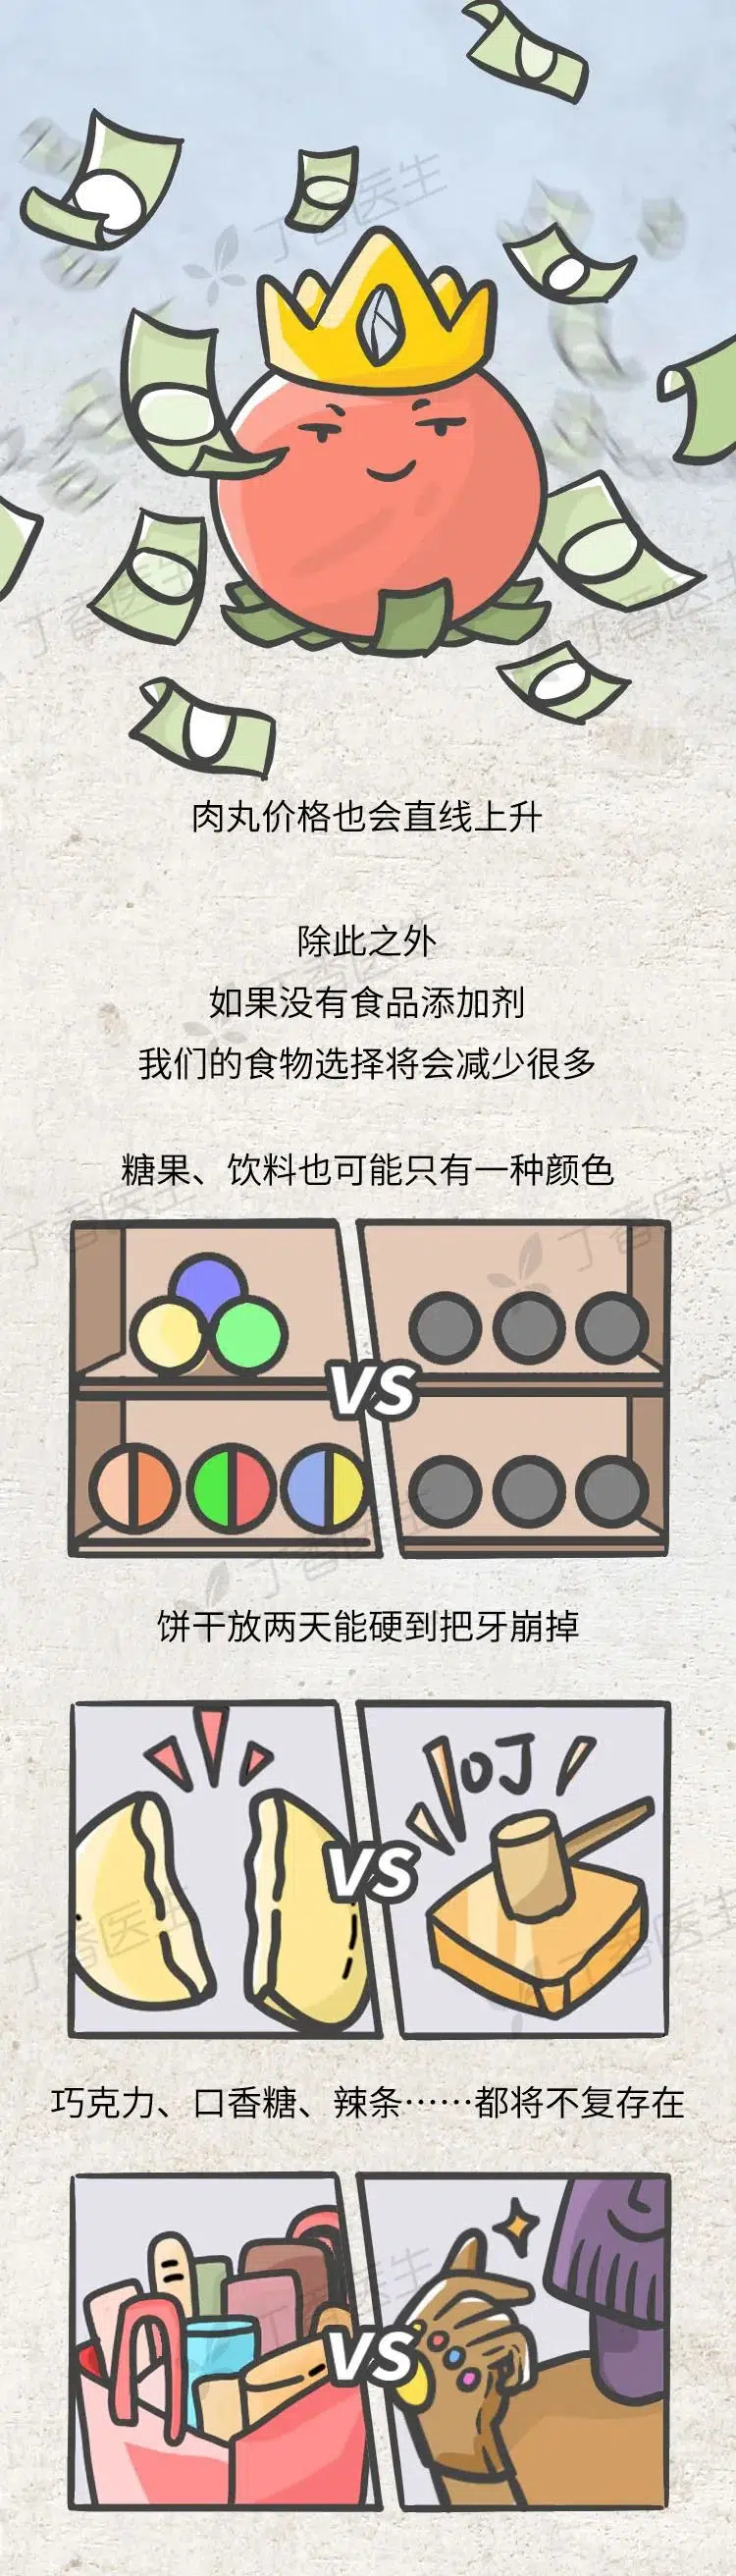 丁香医生
肉丸价格也会直线上升
除此之外
如果没有食品添加剂
我们的食物选择将会减少很多
糖果、饮料也可能只有一种颜色
VS
饼干放两天能硬到把牙崩掉
叮
VS
巧克力、口香糖、辣条……都将不复存在
VS